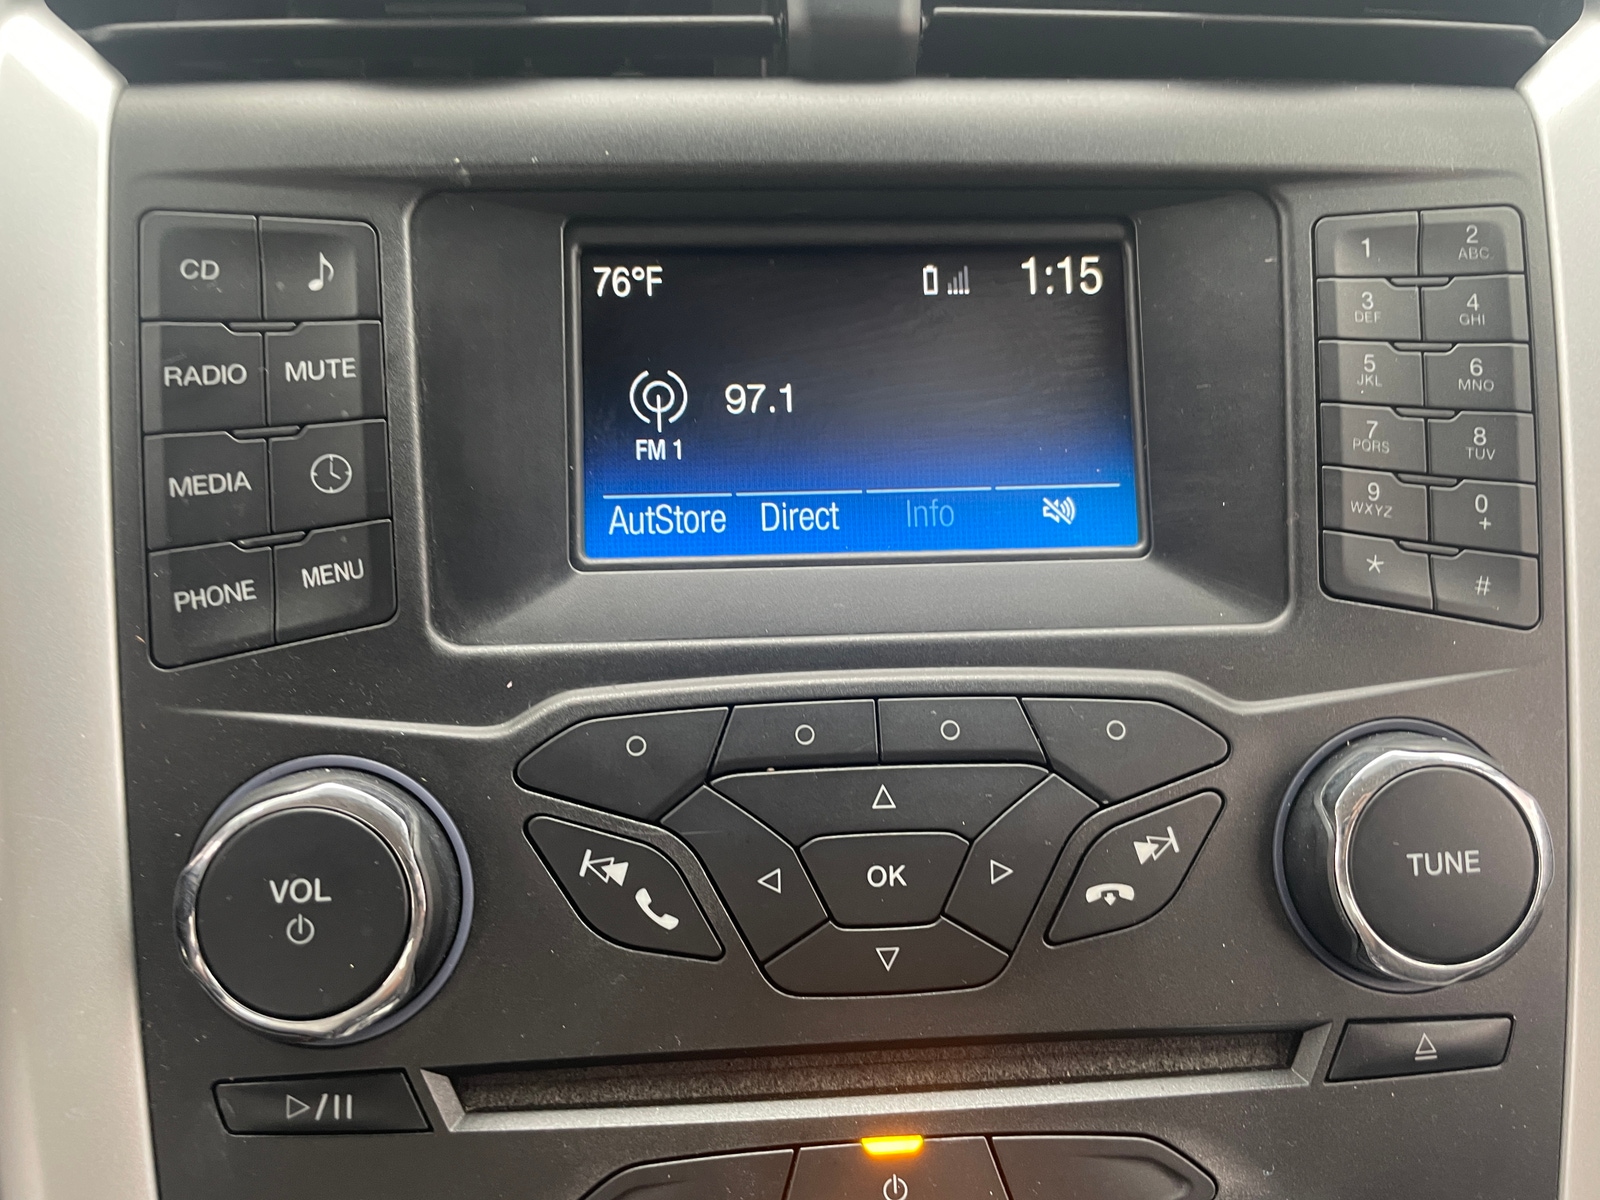 76°F
1:15
97.1
FM 1
AutStore Direct Info
CD
RADIO MUTE
MEDIA
PHONE MENU
1 2 ABC
3 DEF 4 GHI
5 JKL 6 MNO
7 PQRS 8 TUV
9 WXYZ 0 +
* #
VOL
OK
TUNE